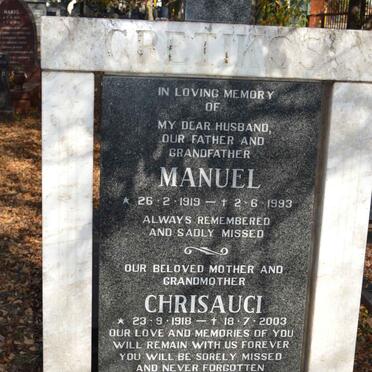 IN LOVING MEMORY
OF
MY DEAR HUSBAND,
OUR FATHER AND
GRANDFATHER
MANUEL
* 26·2·1919 — † 2·6·1993
ALWAYS REMEMBERED
AND SADLY MISSED
OUR BELOVED MOTHER AND
GRANDMOTHER
CHRISAUGI
* 23·9·1918 — † 18·7·2003
OUR LOVE AND MEMORIES OF YOU
WILL REMAIN WITH US FOREVER
YOU WILL BE SORELY MISSED
AND NEVER FORGOTTEN